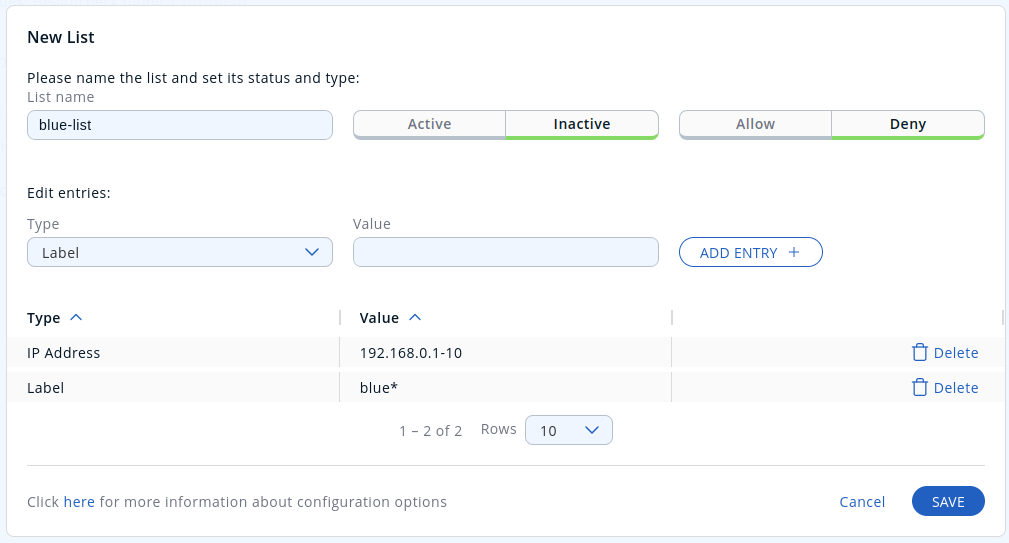 New List
Please name the list and set its status and type:
List name
blue-list
Active
Inactive
Allow
Deny
Edit entries:
Type
Value
Label
ADD ENTRY +
Type
Value
IP Address
192.168.0.1-10
Delete
Label
blue*
Delete
1 – 2 of 2
Rows
10
Click here for more information about configuration options
Cancel
SAVE